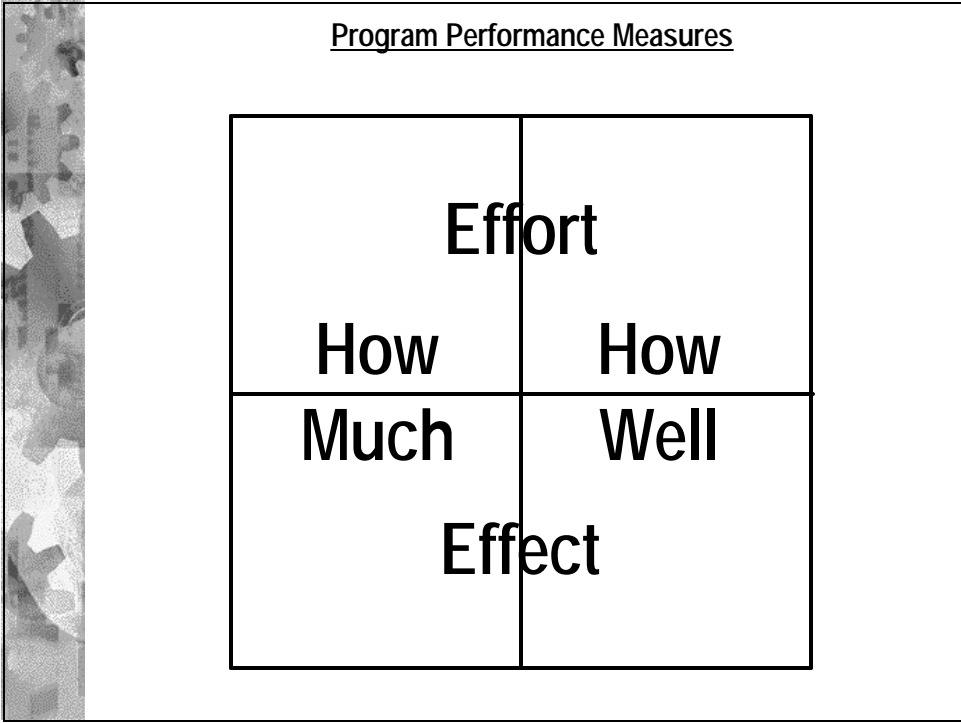 Program Performance Measures
Effort
How How
Much Well
Effect